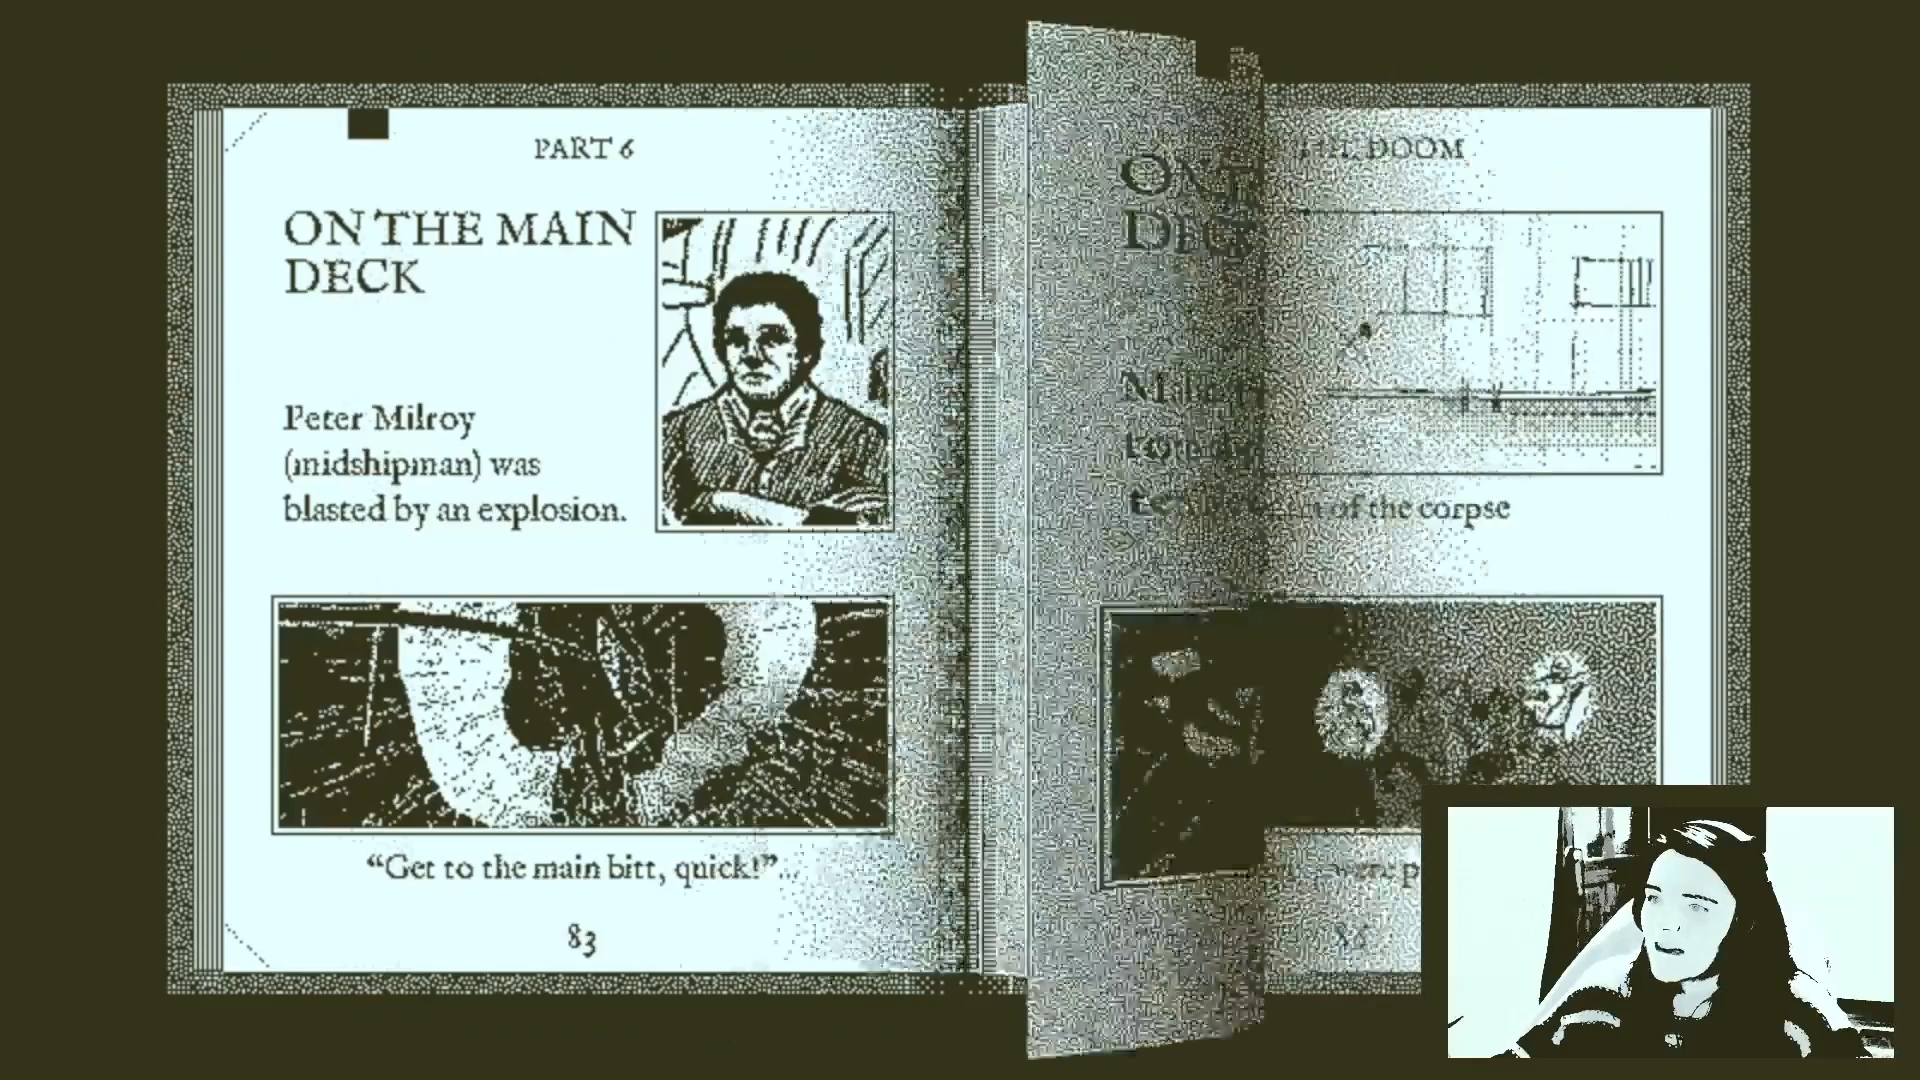 PART 6
ON THE MAIN
DECK
Peter Milroy
(midshipman) was
blasted by an explosion.
"Get to the main bitt, quick!"...
83
DOOM
of the corpse